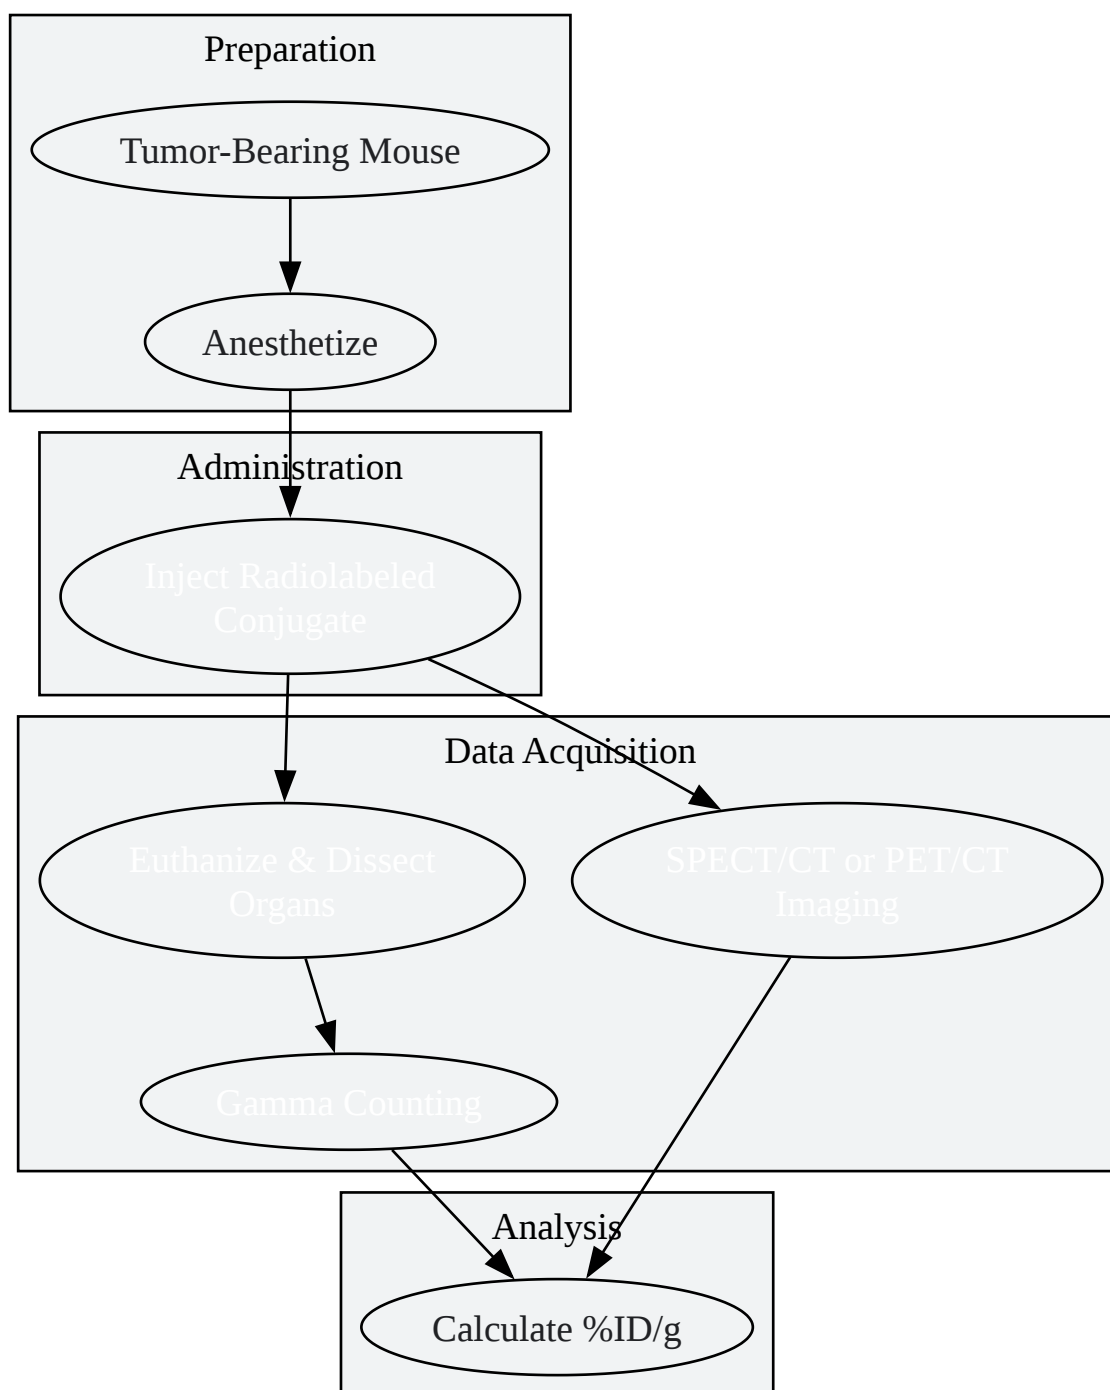 Preparation
Tumor-Bearing Mouse
Anesthetize
Administration
Inject Radiolabeled
Conjugate
Data Acquisition
Euthanize & Dissect
Organs
SPECT/CT or PET/CT
Imaging
Gamma Counting
Analysis
Calculate %ID/g